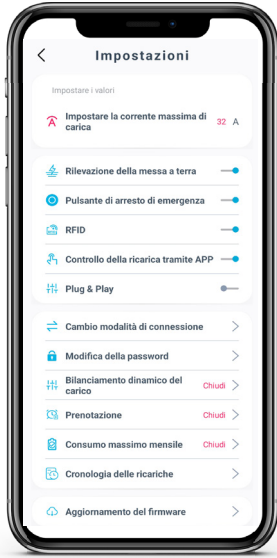 Impostazioni
Impostare i valori
Impostare la corrente massima di
carica
32 A
Rilevazione della messa a terra
Pulsante di arresto di emergenza
RFID
Controllo della ricarica tramite APP
Plug & Play
Cambio modalità di connessione
Modifica della password
Bilanciamento dinamico del
carico
Chiudi
Prenotazione Chiudi
Consumo massimo mensile Chiudi
Cronologia delle ricariche
Aggiornamento del firmware